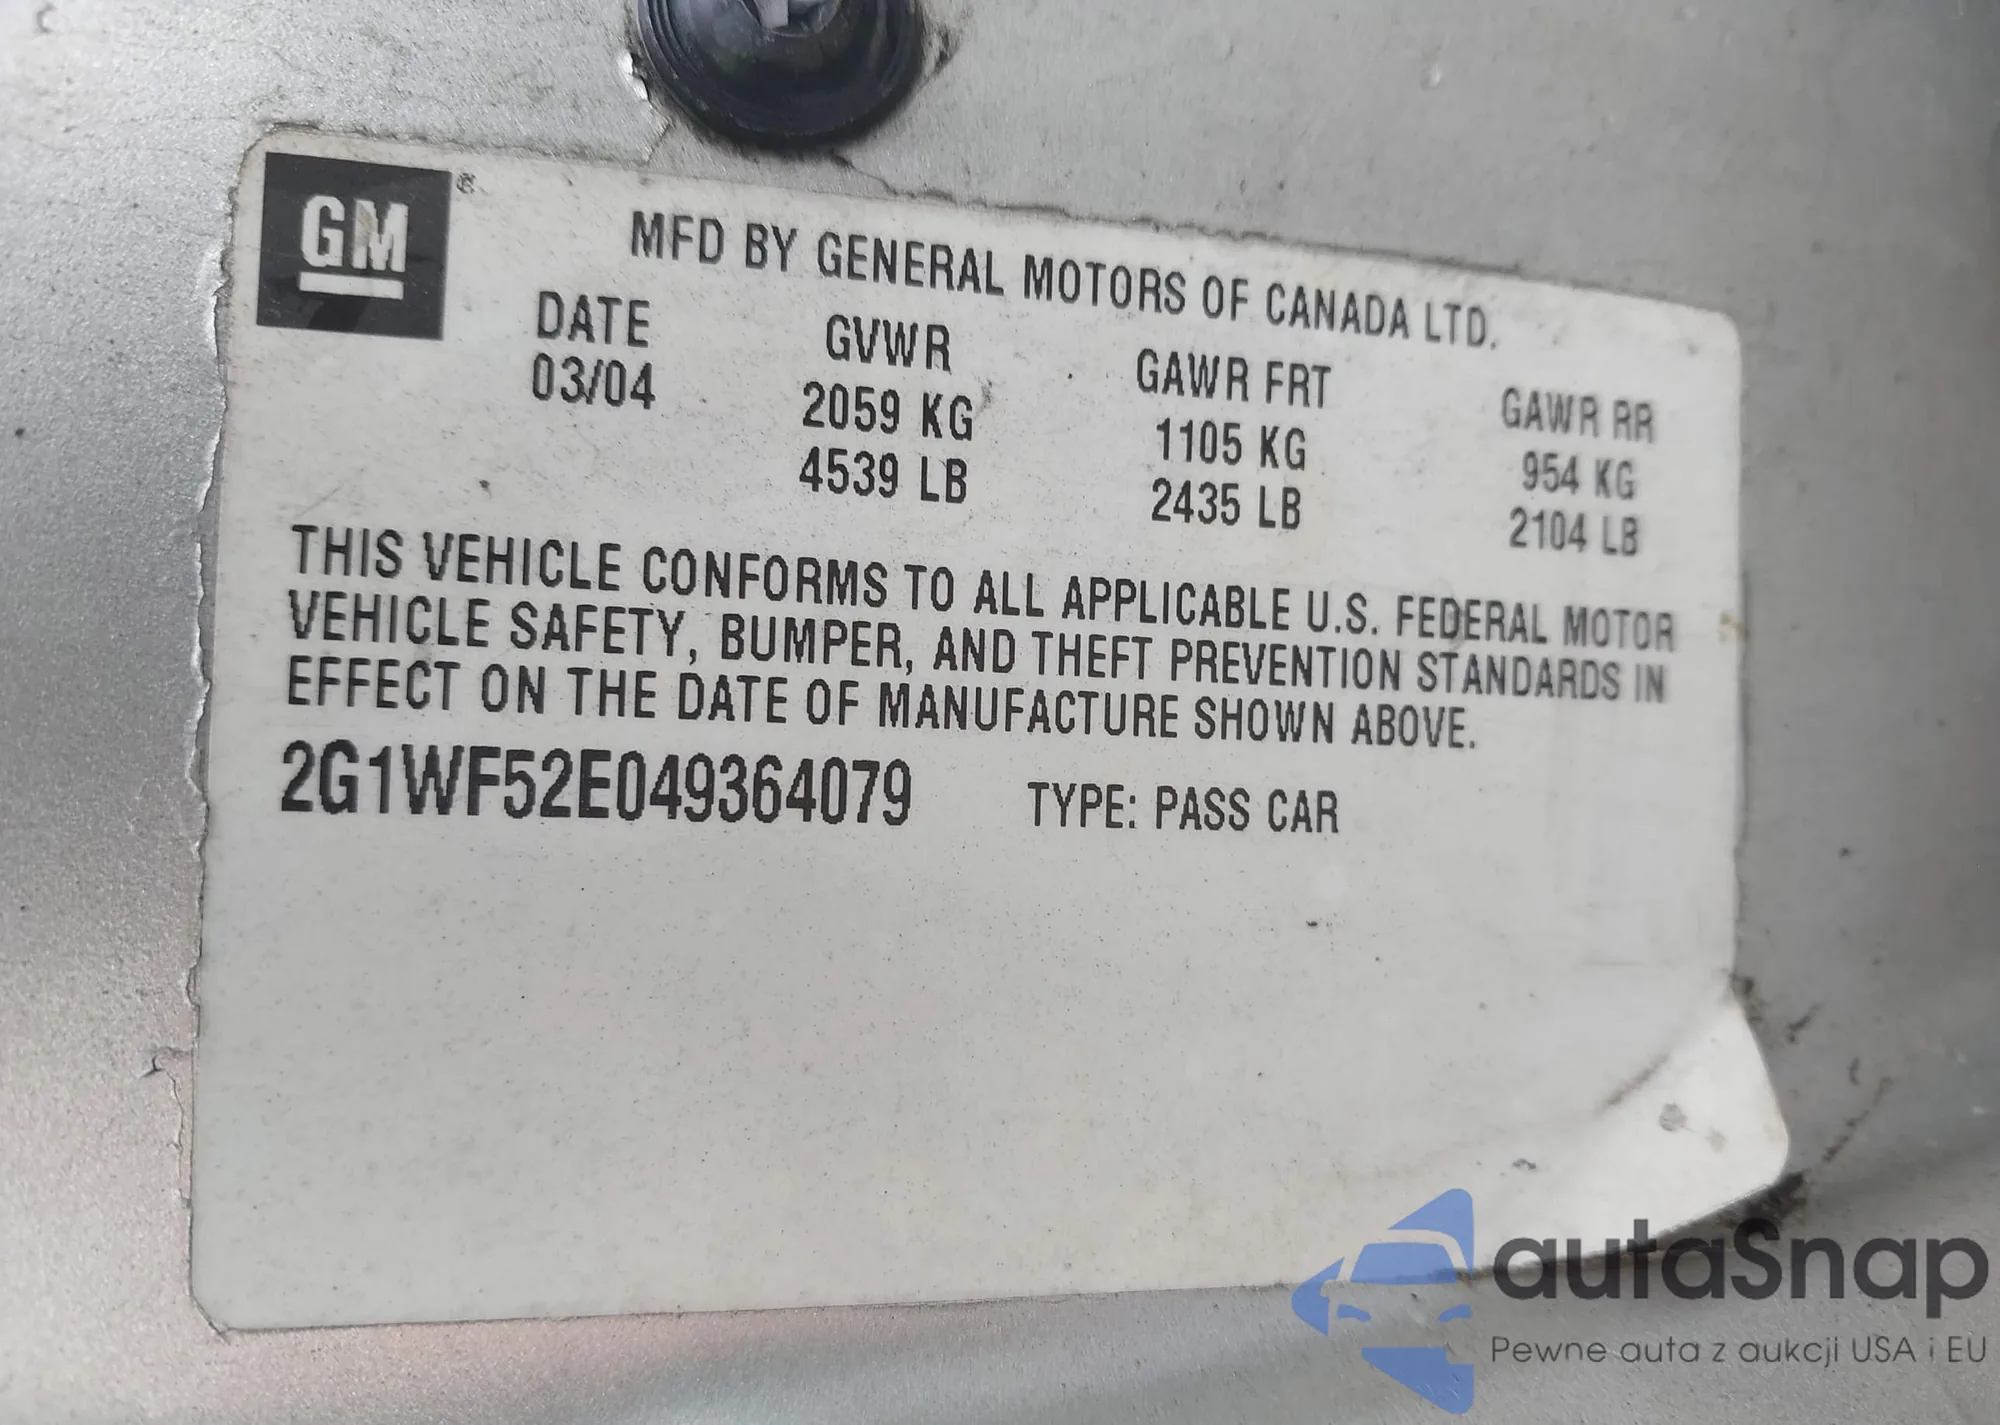 GM®
MFD BY GENERAL MOTORS OF CANADA LTD.
DATE GVWR GAWR FRT GAWR RR
03/04 2059 KG 1105 KG 954 KG
4539 LB 2435 LB 2104 LB
THIS VEHICLE CONFORMS TO ALL APPLICABLE U.S. FEDERAL MOTOR
VEHICLE SAFETY, BUMPER, AND THEFT PREVENTION STANDARDS IN
EFFECT ON THE DATE OF MANUFACTURE SHOWN ABOVE.
2G1WF52E049364079 TYPE: PASS CAR
autaSnap
Pewne auta z aukcji USA i EU